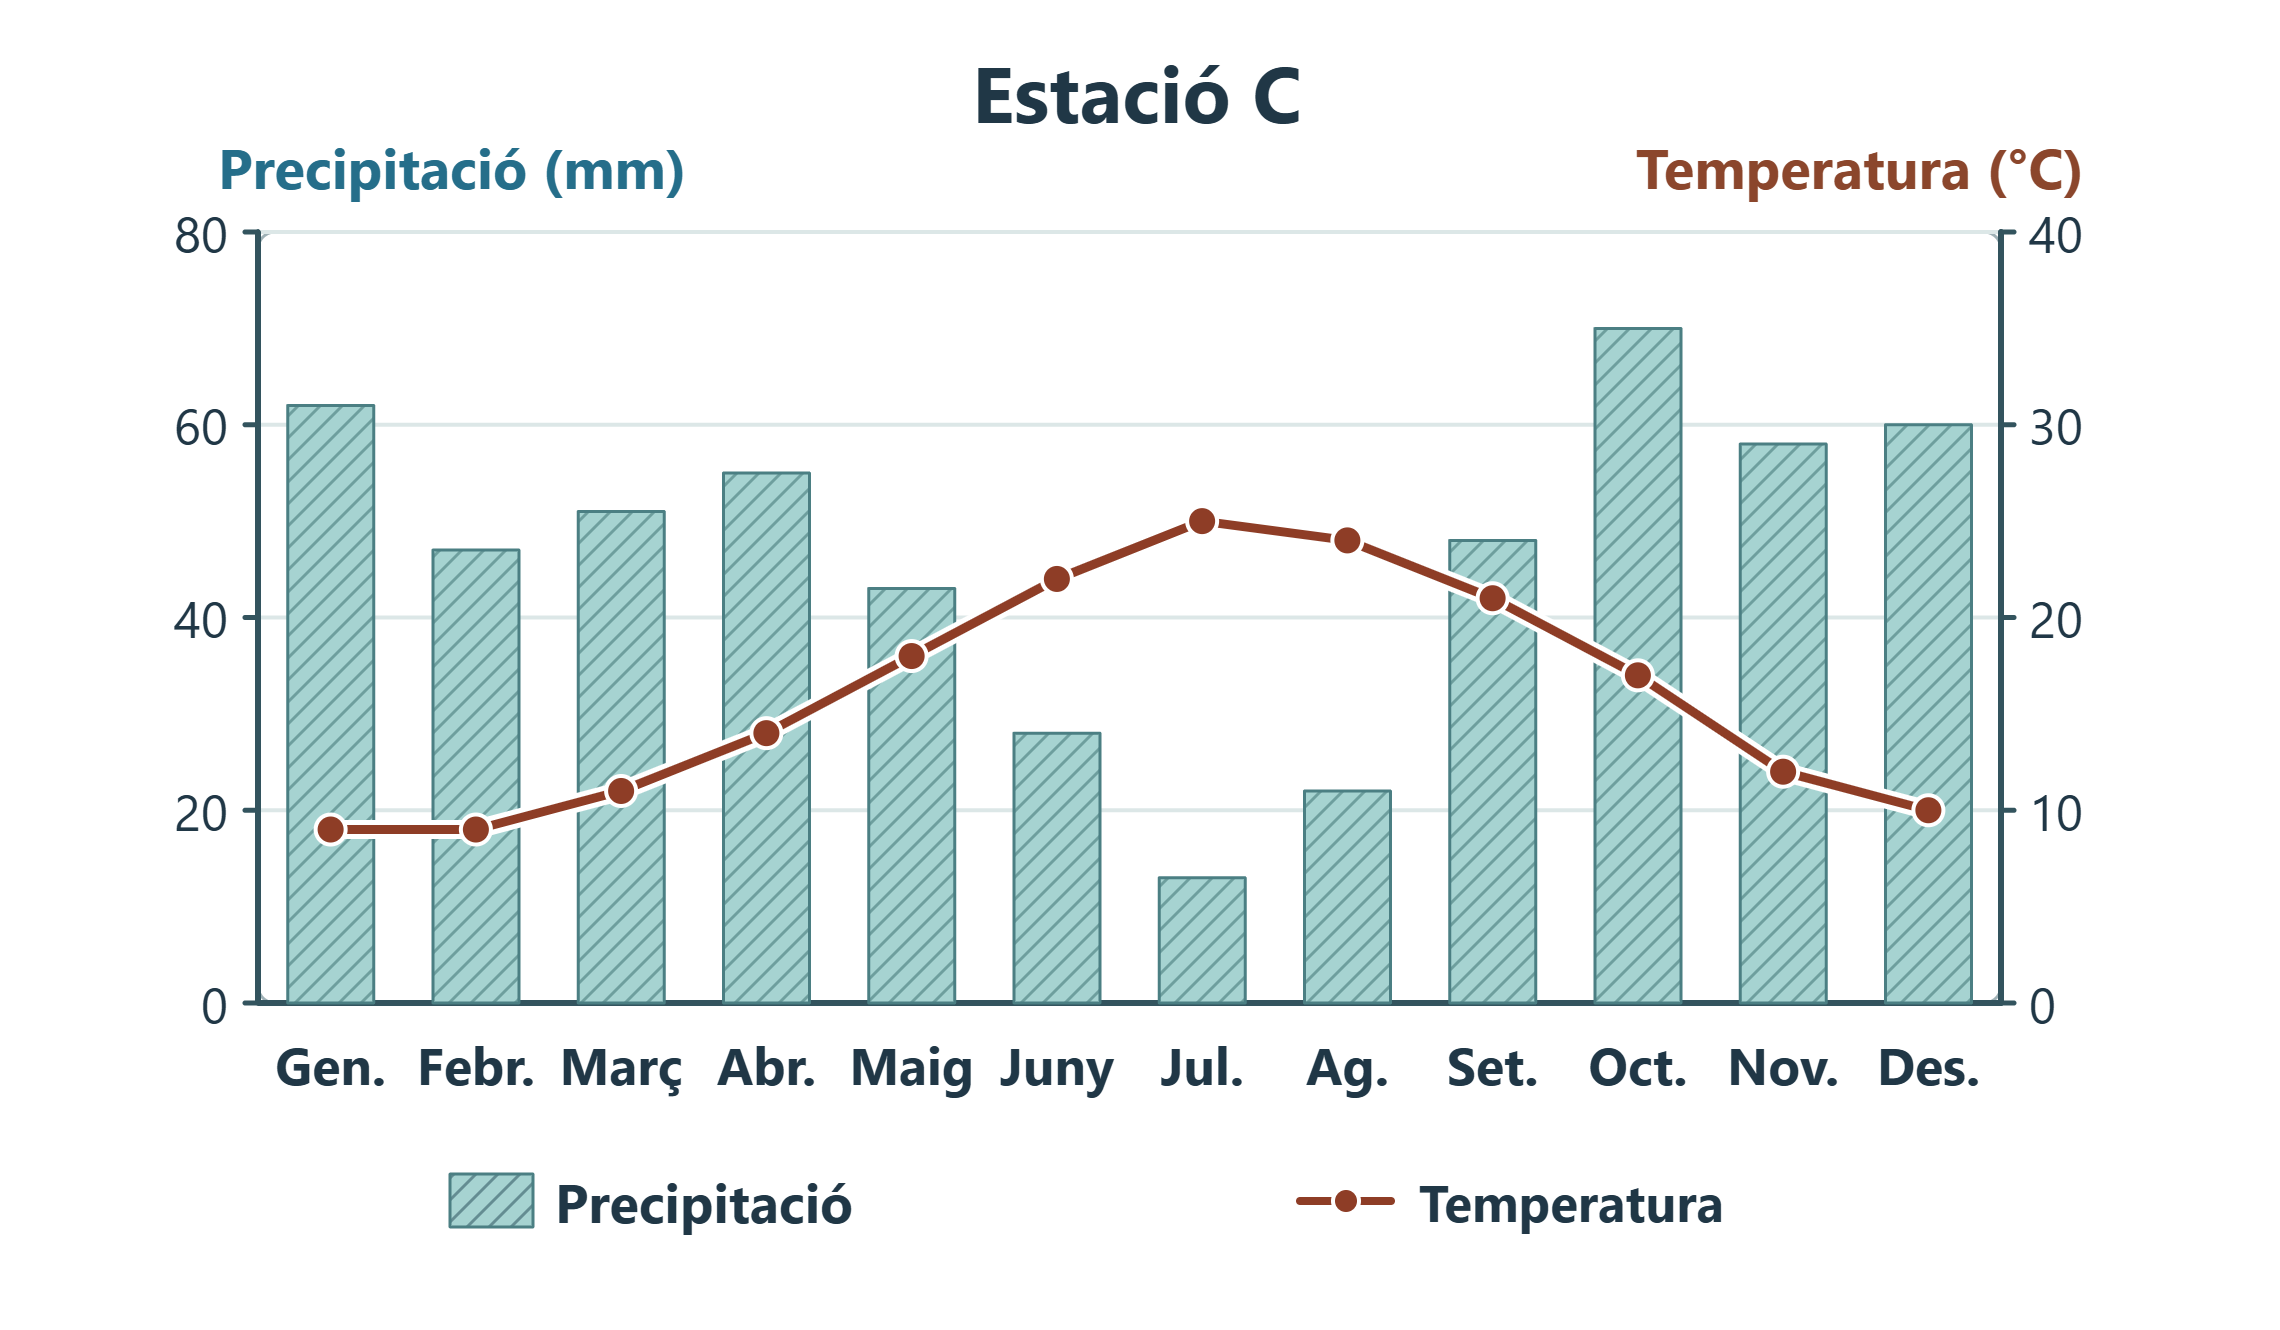 Estació C
Precipitació (mm) Temperatura (°C)
80 40
60 30
40 20
20 10
0 0
Gen. Febr. Març Abr. Maig Juny Jul. Ag. Set. Oct. Nov. Des.
Precipitació Temperatura